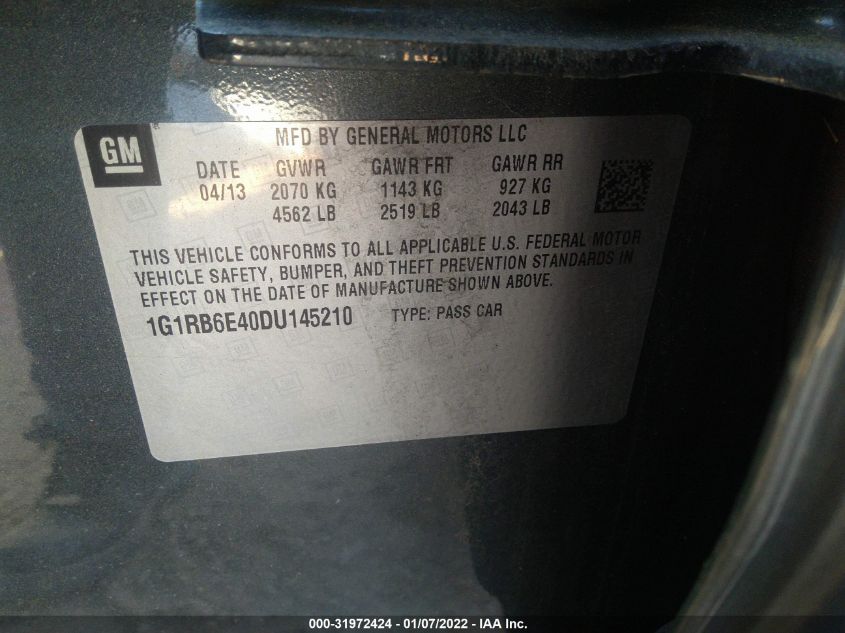 GM
MFD BY GENERAL MOTORS LLC
DATE GVWR GAWR FRT GAWR RR
04/13 2070 KG 1143 KG 927 KG
4562 LB 2519 LB 2043 LB
THIS VEHICLE CONFORMS TO ALL APPLICABLE U.S. FEDERAL MOTOR
VEHICLE SAFETY, BUMPER, AND THEFT PREVENTION STANDARDS IN
EFFECT ON THE DATE OF MANUFACTURE SHOWN ABOVE.
1G1RB6E40DU145210 TYPE: PASS CAR
000-31972424 - 01/07/2022 - IAA Inc.